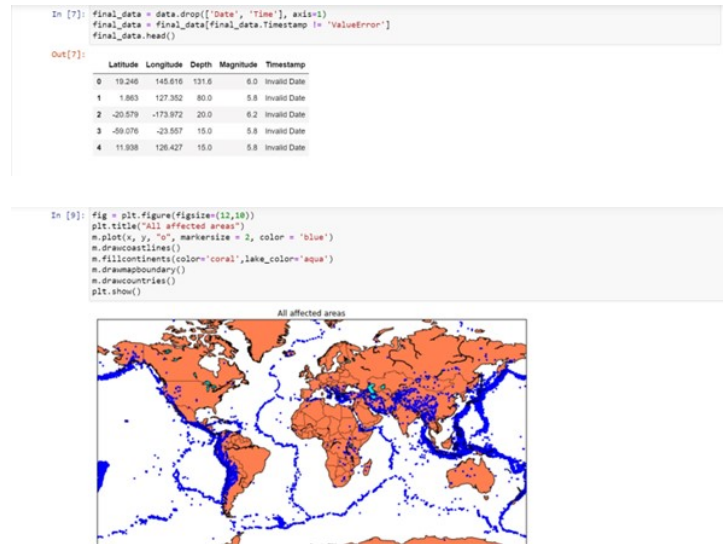 In [7]: final_data = data.drop(['Date', 'Time'], axis=1)
final_data = final_data[final_data.Timestamp != 'ValueError']
final_data.head()
Out[7]:
Latitude Longitude Depth Magnitude Timestamp
0 19.246 145.616 131.6 6.0 Invalid Date
1 1.863 127.352 80.0 5.8 Invalid Date
2 -20.579 -173.972 20.0 6.2 Invalid Date
3 -59.076 -23.557 15.0 5.8 Invalid Date
4 11.938 126.427 15.0 5.8 Invalid Date
In [9]: fig = plt.figure(figsize=(12,10))
plt.title("All affected areas")
m.plot(x, y, "o", markersize = 2, color = 'blue')
m.drawcoastlines()
m.fillcontinents(color='coral',lake_color='aqua')
m.drawmapboundary()
m.drawcountries()
plt.show()
All affected areas